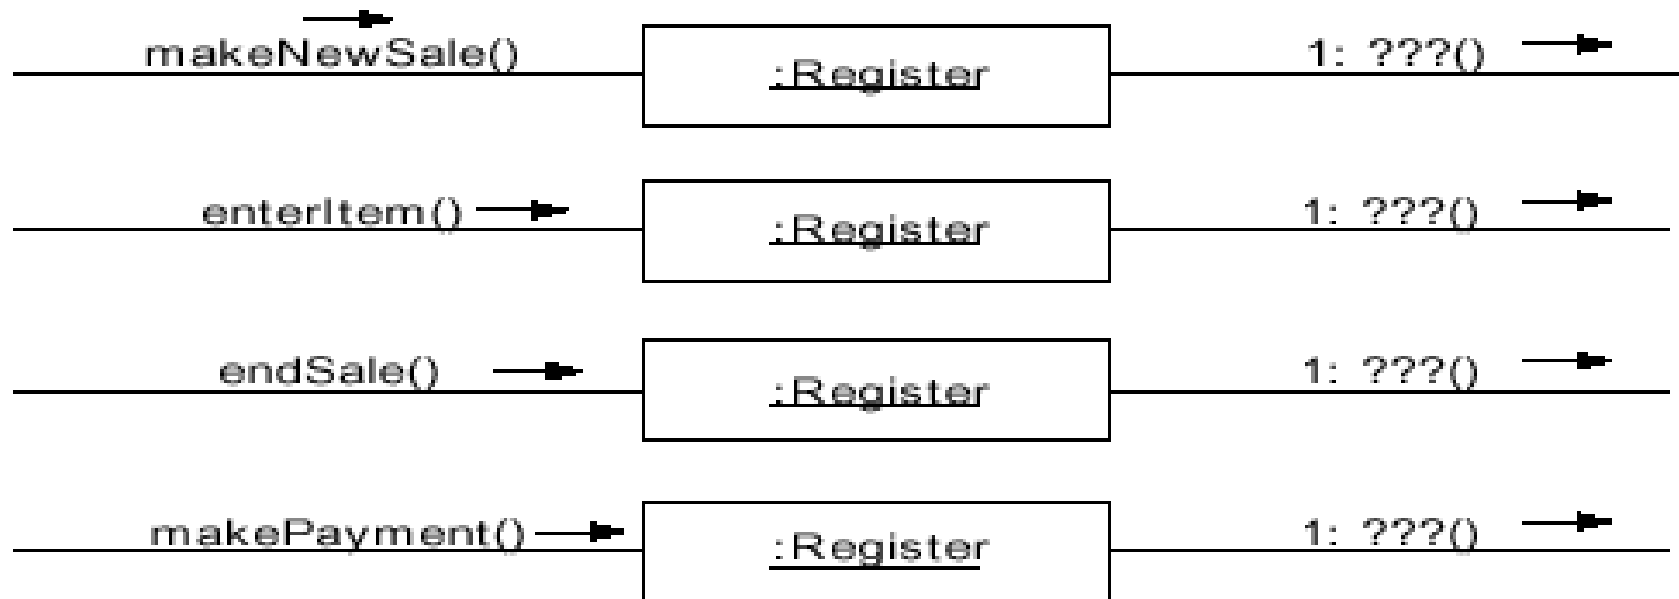 makeNewSale() :Register 1: ???()
enterItem() :Register 1: ???()
endSale() :Register 1: ???()
makePayment() :Register 1: ???()